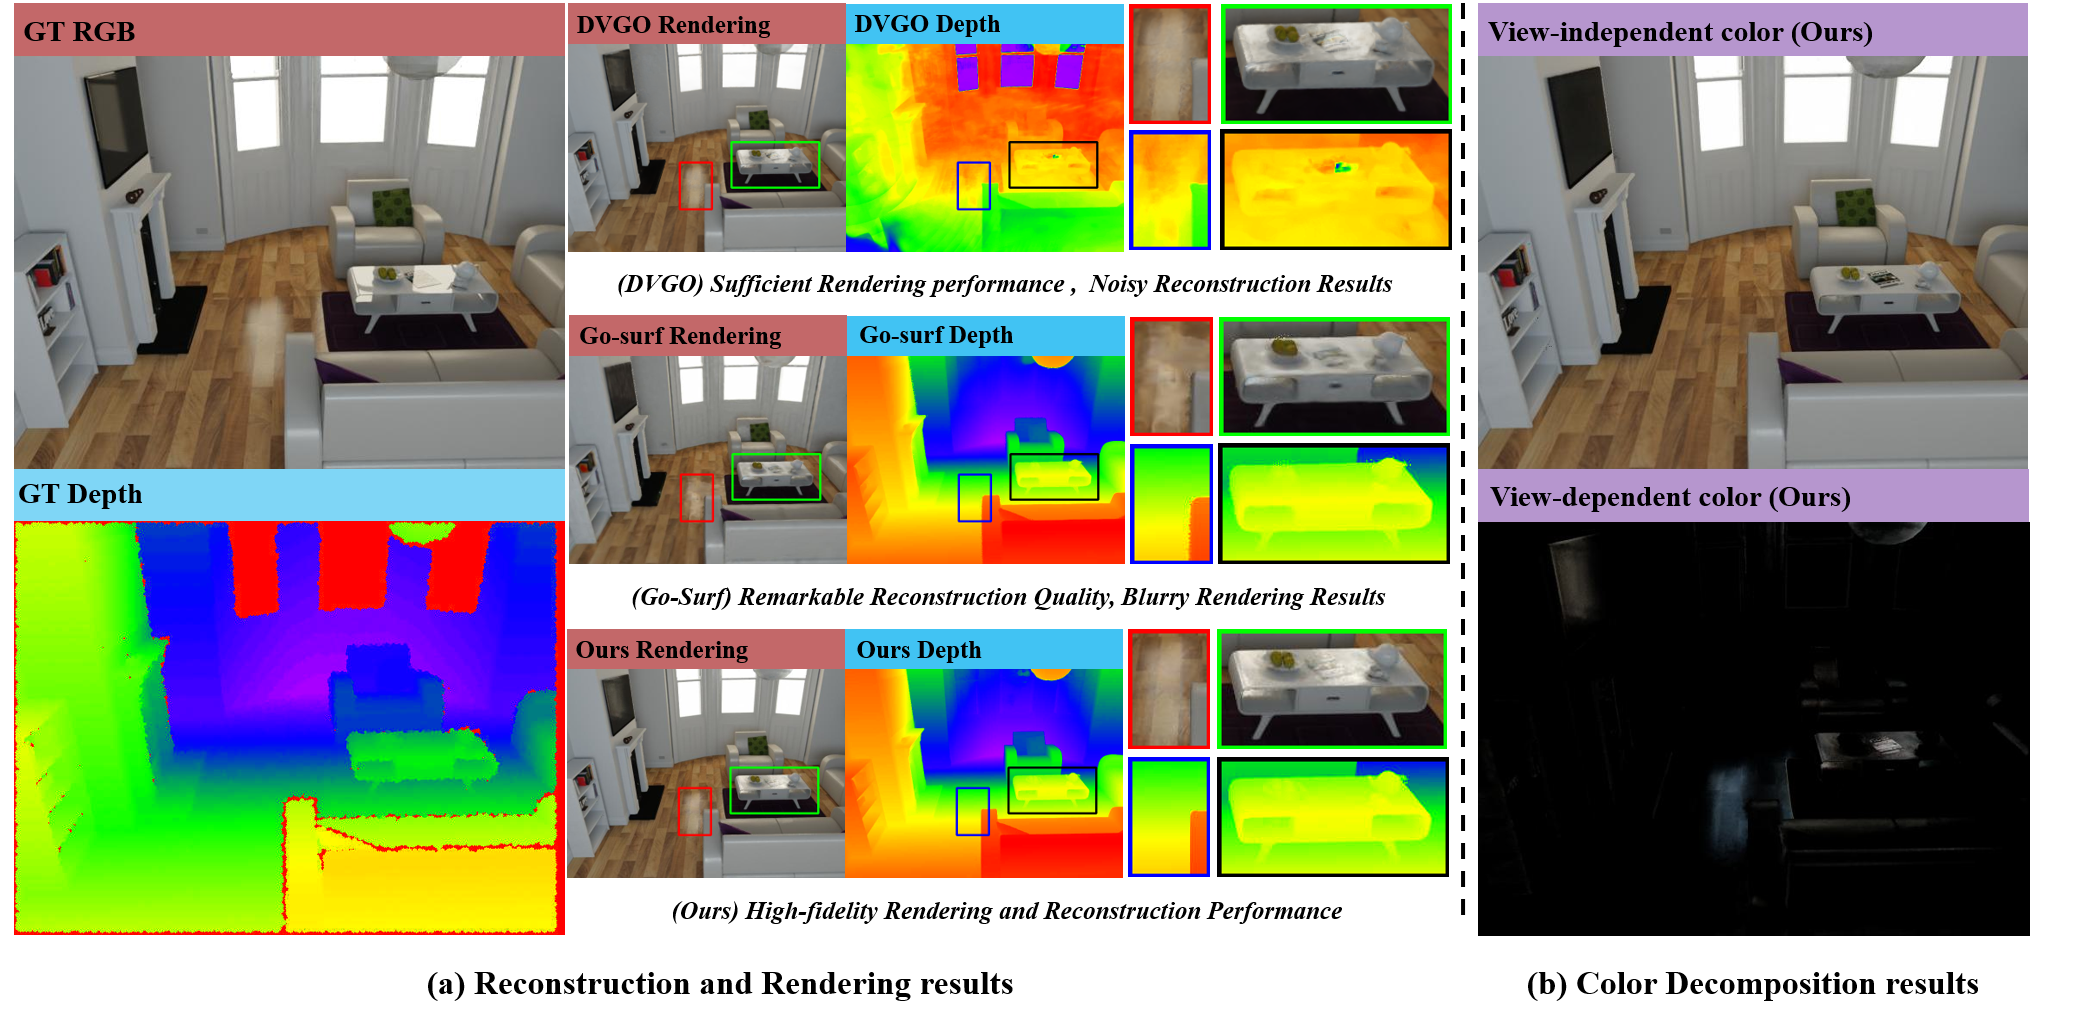 GT RGB
GT Depth
DVGO Rendering
DVGO Depth
(DVGO) Sufficient Rendering performance ,  Noisy Reconstruction Results
Go-surf Rendering
Go-surf Depth
(Go-Surf) Remarkable Reconstruction Quality, Blurry Rendering Results
Ours Rendering
Ours Depth
(Ours) High-fidelity Rendering and Reconstruction Performance
(a) Reconstruction and Rendering results
View-independent color (Ours)
View-dependent color (Ours)
(b) Color Decomposition results